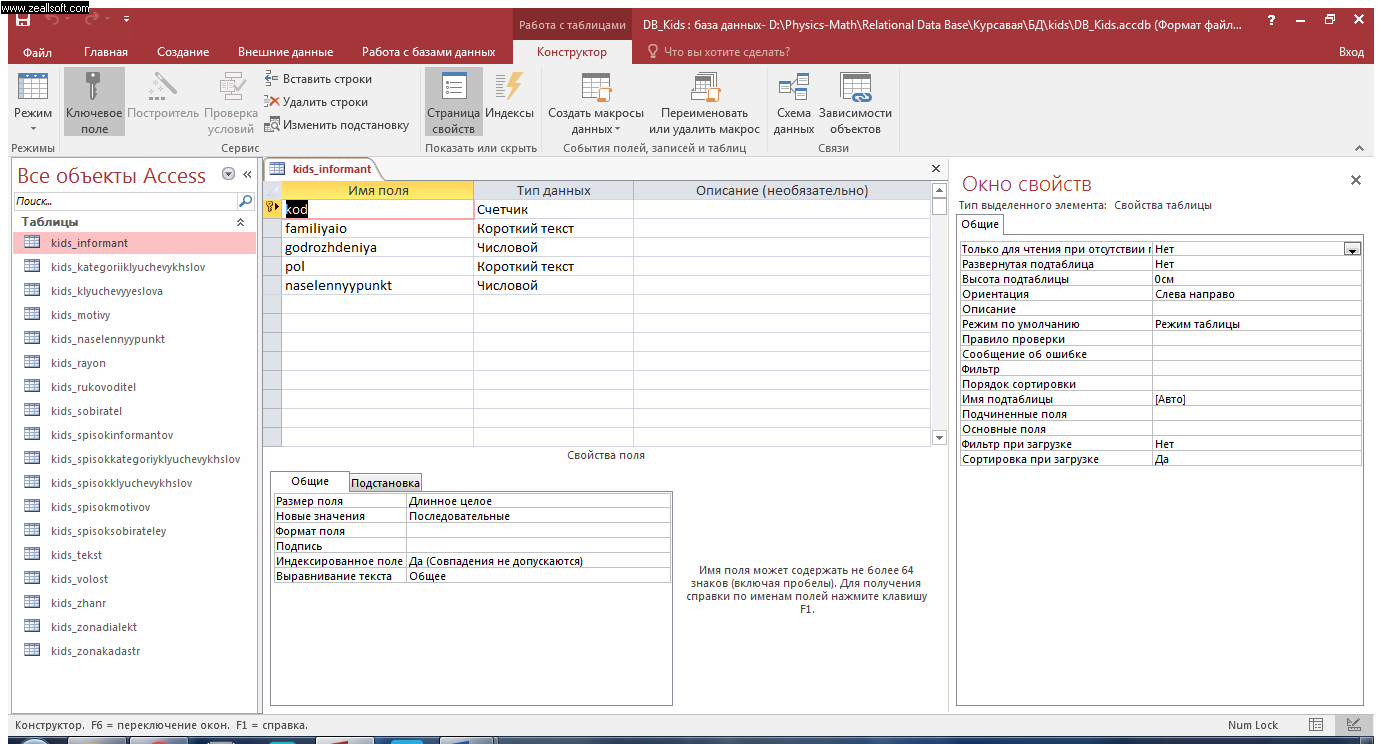 www.zeallsoft.com
Работа с таблицами
DB_Kids : база данных- D:\Physics-Math\Relational Data Base\Курсавая\БД\kids\DB_Kids.accdb (Формат файл...
?
Файл Главная Создание Внешние данные Работа с базами данных Конструктор Что вы хотите сделать? Вход
Режим
Ключевое поле
Построитель
Проверка условий
Вставить строки
Удалить строки
Изменить подстановку
Страница свойств
Индексы
Создать макросы данных
Переименовать или удалить макрос
Схема данных
Зависимости объектов
Режимы Сервис Показать или скрыть События полей, записей и таблиц Связи
Все объекты Access
Поиск...
Таблицы
kids_informant
kids_kategoriiklyuchevykhslov
kids_klyuchevyyeslova
kids_motivy
kids_naselennyypunkt
kids_rayon
kids_rukovoditel
kids_sobiratel
kids_spisokinformantov
kids_spisokkategoriyklyuchevykhslov
kids_spisokklyuchevykhslov
kids_spisokmotivov
kids_spisoksobirateley
kids_tekst
kids_volost
kids_zhanr
kids_zonadialekt
kids_zonakadastr
kids_informant
Имя поля Тип данных Описание (необязательно)
kod Счетчик
familiyaio Короткий текст
godrozhdeniya Числовой
pol Короткий текст
naselennyypunkt Числовой
Свойства поля
Общие Подстановка
Размер поля Длинное целое
Новые значения Последовательные
Формат поля
Подпись
Индексированное поле Да (Совпадения не допускаются)
Выравнивание текста Общее
Имя поля может содержать не более 64
знаков (включая пробелы). Для получения
справки по именам полей нажмите клавишу
F1.
Окно свойств
Тип выделенного элемента: Свойства таблицы
Общие
Только для чтения при отсутствии Нет
Развернутая подтаблица Нет
Высота подтаблицы 0см
Ориентация Слева направо
Описание
Режим по умолчанию Режим таблицы
Правило проверки
Сообщение об ошибке
Фильтр
Порядок сортировки
Имя подтаблицы [Авто]
Подчиненные поля
Основные поля
Фильтр при загрузке Нет
Сортировка при загрузке Да
Конструктор. F6 = переключение окон. F1 = справка.
Num Lock